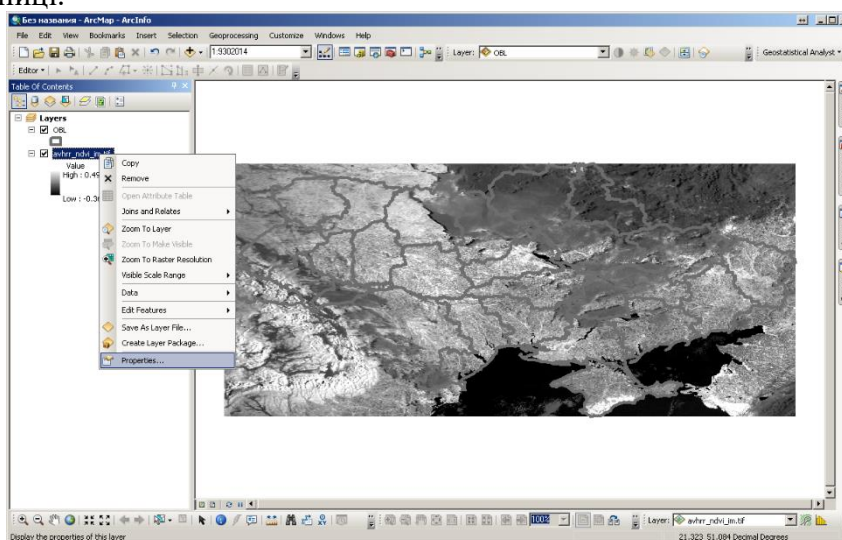 ниці.
Без названия - ArcMap - ArcInfo
File Edit View Bookmarks Insert Selection Geoprocessing Customize Windows Help
1:9302014 Layer: OBL Geostatistical Analyst
Editor
Table Of Contents
Layers
OBL
avhrr_ndvi_im.tif
Value
High : 0.49
Low : -0.3
Copy
Remove
Open Attribute Table
Joins and Relates
Zoom To Layer
Zoom To Make Visible
Zoom To Raster Resolution
Visible Scale Range
Data
Edit Features
Save As Layer File...
Create Layer Package...
Properties...
100% Layer: avhrr_ndvi_im.tif
Display the properties of this layer 21.323 51.084 Decimal Degrees